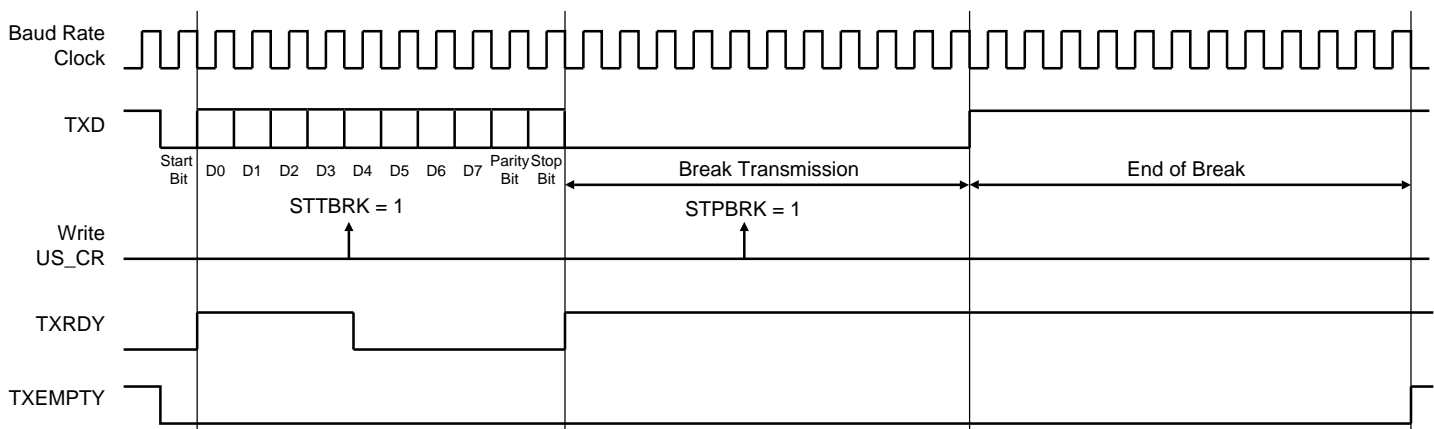 Baud Rate
Clock
TXD
Start
Bit
D0 D1 D2 D3 D4 D5 D6 D7
Parity
Bit
Stop
Bit
Break Transmission
End of Break
STTBRK = 1
STPBRK = 1
Write
US_CR
TXRDY
TXEMPTY